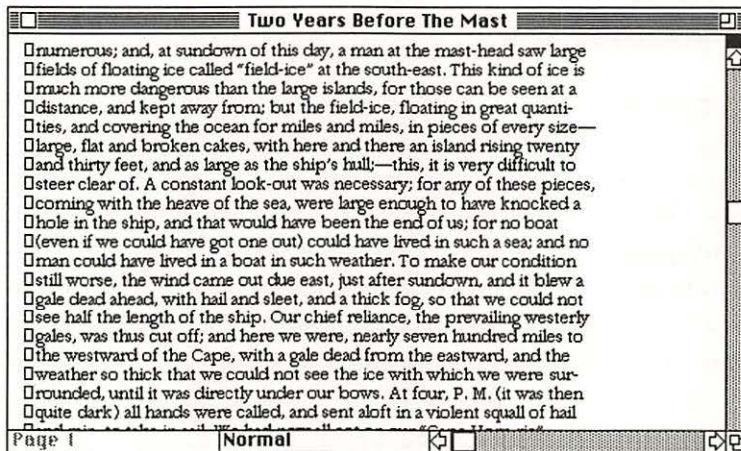 Two Years Before The Mast
numerous; and, at sundown of this day, a man at the mast-head saw large
fields of floating ice called "field-ice" at the south-east. This kind of ice is
much more dangerous than the large islands, for those can be seen at a
distance, and kept away from; but the field-ice, floating in great quanti-
ties, and covering the ocean for miles and miles, in pieces of every size—
large, flat and broken cakes, with here and there an island rising twenty
and thirty feet, and as large as the ship's hull;—this, it is very difficult to
steer clear of. A constant look-out was necessary; for any of these pieces,
coming with the heave of the sea, were large enough to have knocked a
hole in the ship, and that would have been the end of us; for no boat
(even if we could have got one out) could have lived in such a sea; and no
man could have lived in a boat in such weather. To make our condition
still worse, the wind came out due east, just after sundown, and it blew a
gale dead ahead, with hail and sleet, and a thick fog, so that we could not
see half the length of the ship. Our chief reliance, the prevailing westerly
gales, was thus cut off; and here we were, nearly seven hundred miles to
the westward of the Cape, with a gale dead from the eastward, and the
weather so thick that we could not see the ice with which we were sur-
rounded, until it was directly under our bows. At four, P. M. (it was then
quite dark) all hands were called, and sent aloft in a violent squall of hail
Page 1
Normal